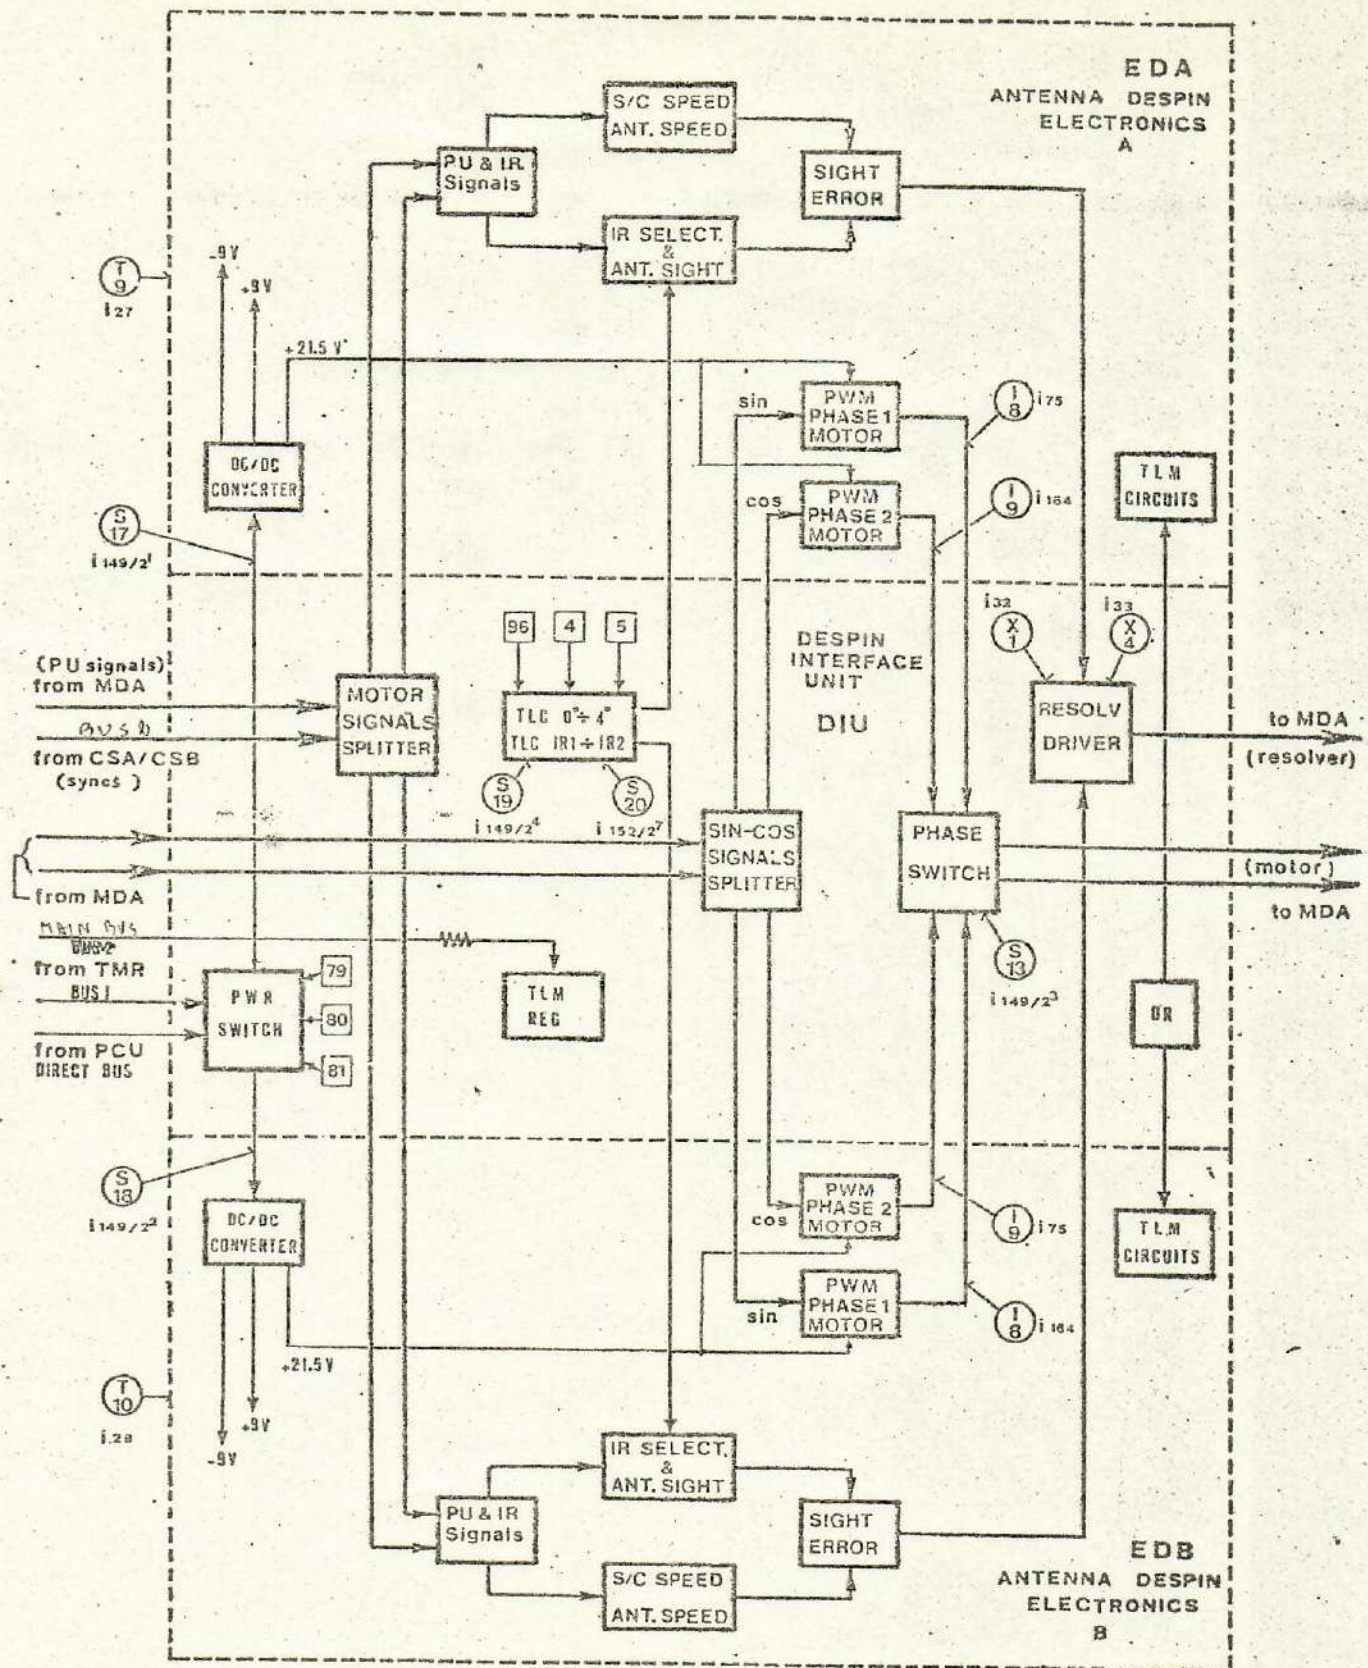 EDA
ANTENNA DESPIN
ELECTRONICS
A
S/C SPEED
ANT. SPEED
PU & I.R.
Signals
SIGHT
ERROR
IR SELECT.
&
ANT. SIGHT
T
9
i27
-9V
+9V
+21.5 V
DC/DC
CONVERTER
sin
PWM
PHASE 1
MOTOR
I
8
i75
cos
PWM
PHASE 2
MOTOR
I
9
i164
TLM
CIRCUITS
S
17
i149/2¹
96
4
5
DESPIN
INTERFACE
UNIT
DIU
i32
X
1
i33
X
4
(PU signals)
from MDA
BUS
from CSA/CSB
(syncs)
MOTOR
SIGNALS
SPLITTER
TLC 0°÷4°
TLC IR1÷IR2
S
19
i149/2⁴
S
20
i152/2⁷
RESOLV
DRIVER
to MDA
(resolver)
SIN-COS
SIGNALS
SPLITTER
PHASE
SWITCH
(motor)
to MDA
from MDA
S
13
i149/2³
MAIN BUS
BUS 2
from TMR
BUS 1
from PCU
DIRECT BUS
PWR
SWITCH
79
80
81
TLM
REG
OR
S
18
i149/2²
DC/DC
CONVERTER
cos
PWM
PHASE 2
MOTOR
I
9
i75
TLM
CIRCUITS
sin
PWM
PHASE 1
MOTOR
I
8
i164
+21.5V
+9V
-9V
T
10
i28
IR SELECT.
&
ANT. SIGHT
PU & IR
Signals
SIGHT
ERROR
S/C SPEED
ANT. SPEED
EDB
ANTENNA DESPIN
ELECTRONICS
B